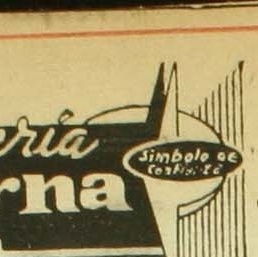 ería
rna
Simbolo de
Confianza